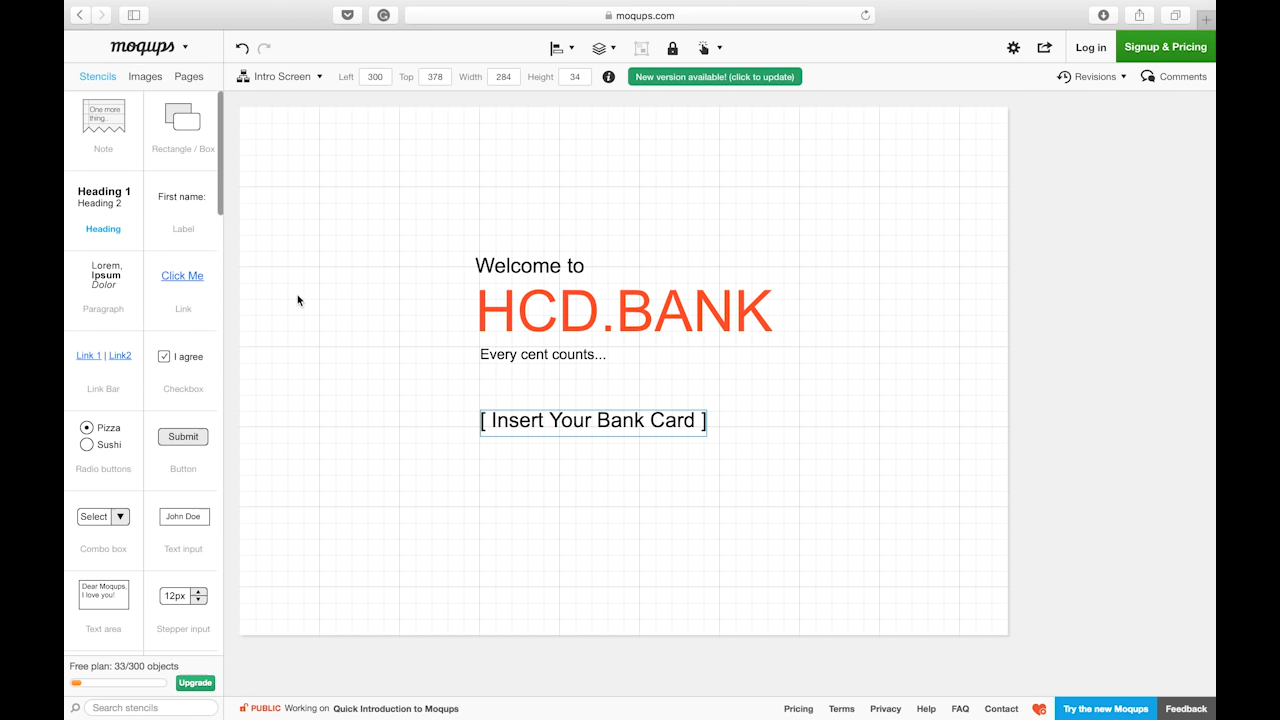 moqups.com
moqups
Log in
Signup & Pricing
Stencils Images Pages
Intro Screen
Left 300 Top 378 Width 284 Height 34
New version available! (click to update)
Revisions
Comments
One more
thing..
Note
Rectangle / Box
Heading 1
Heading 2
Heading
First name:
Label
Lorem,
Ipsum
Dolor
Paragraph
Click Me
Link
Link 1 | Link2
Link Bar
I agree
Checkbox
Pizza
Sushi
Radio buttons
Submit
Button
Select
Combo box
John Doe
Text input
Dear Moqups,
I love you!
Text area
12px
Stepper input
Welcome to
HCD.BANK
Every cent counts...
[ Insert Your Bank Card ]
Free plan: 33/300 objects
Upgrade
Search stencils
PUBLIC Working on Quick Introduction to Moqups
Pricing Terms Privacy Help FAQ Contact
Try the new Moqups
Feedback